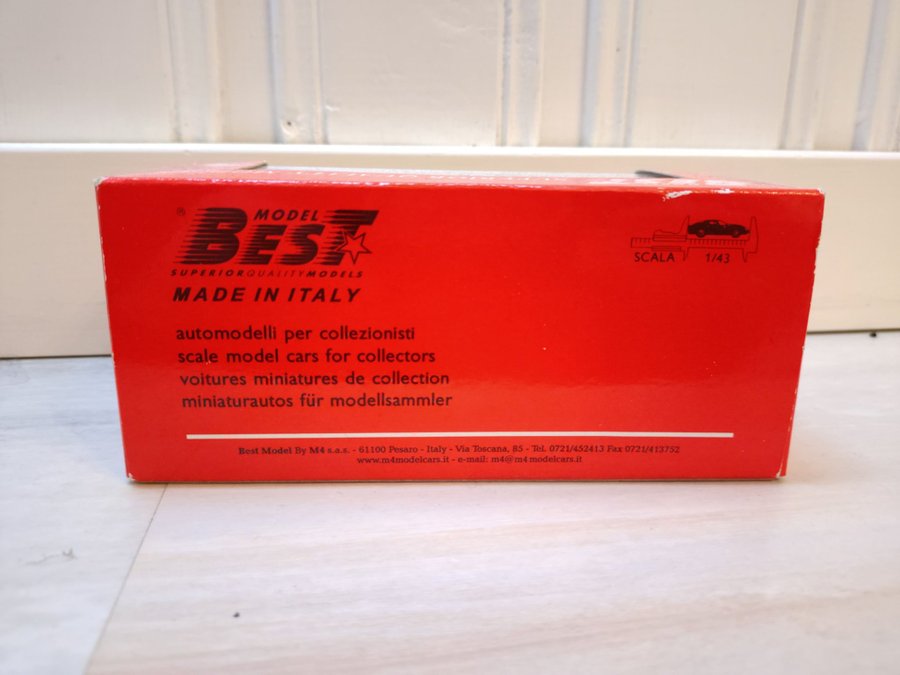 ®
MODEL
BEST
SUPERIORQUALITYMODELS
MADE IN ITALY
SCALA 1/43
automodelli per collezionisti
scale model cars for collectors
voitures miniatures de collection
miniaturautos für modellsammler
Best Model By M4 s.a.s. - 61100 Pesaro - Italy - Via Toscana, 85 - Tel. 0721/452413 Fax 0721/413752
www.m4modelcars.it - e-mail: m4@m4modelcars.it